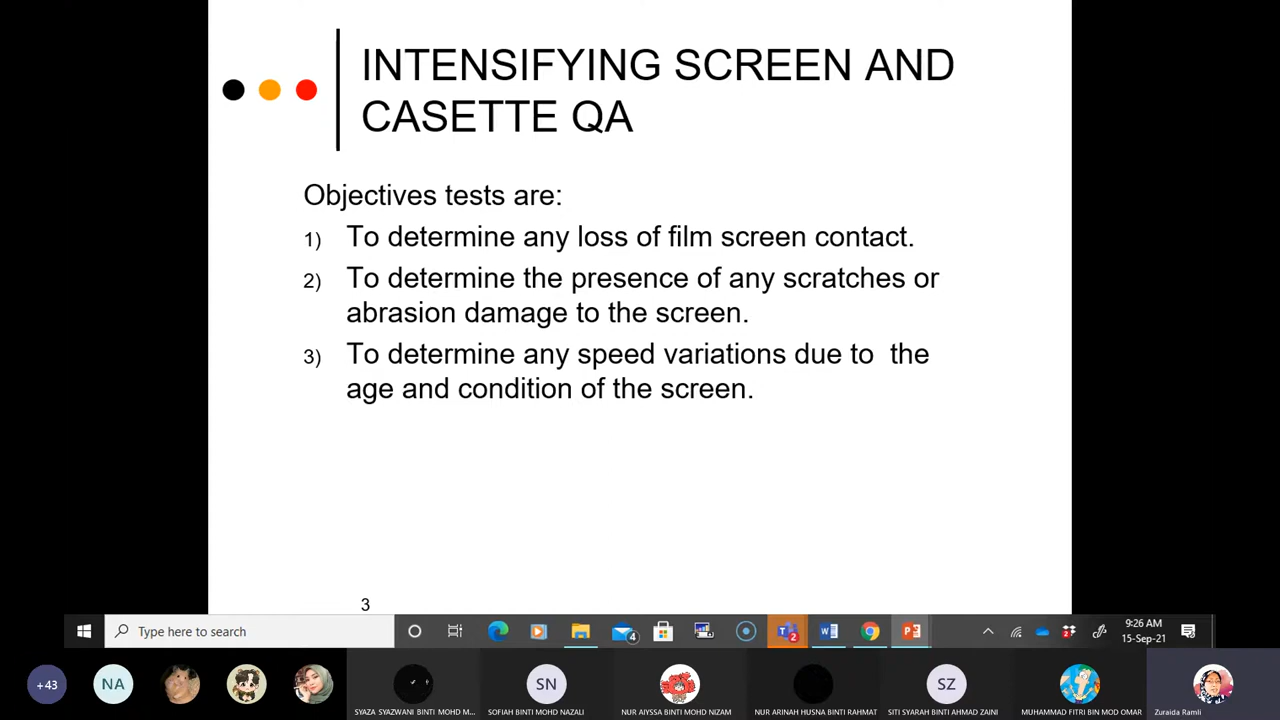 INTENSIFYING SCREEN AND
CASETTE QA
Objectives tests are:
1) To determine any loss of film screen contact.
2) To determine the presence of any scratches or
abrasion damage to the screen.
3) To determine any speed variations due to  the
age and condition of the screen.
3
Type here to search
4
2
2
9:26 AM
15-Sep-21
+43
NA
SN
SZ
SYAZA SYAZWANI BINTI MOHD M...
SOFIAH BINTI MOHD NAZALI
NUR AIYSSA BINTI MOHD NIZAM
NUR ARINAH HUSNA BINTI RAHMAT
SITI SYARAH BINTI AHMAD ZAINI
MUHAMMAD FITRI BIN MOD OMAR
Zuraida Ramli